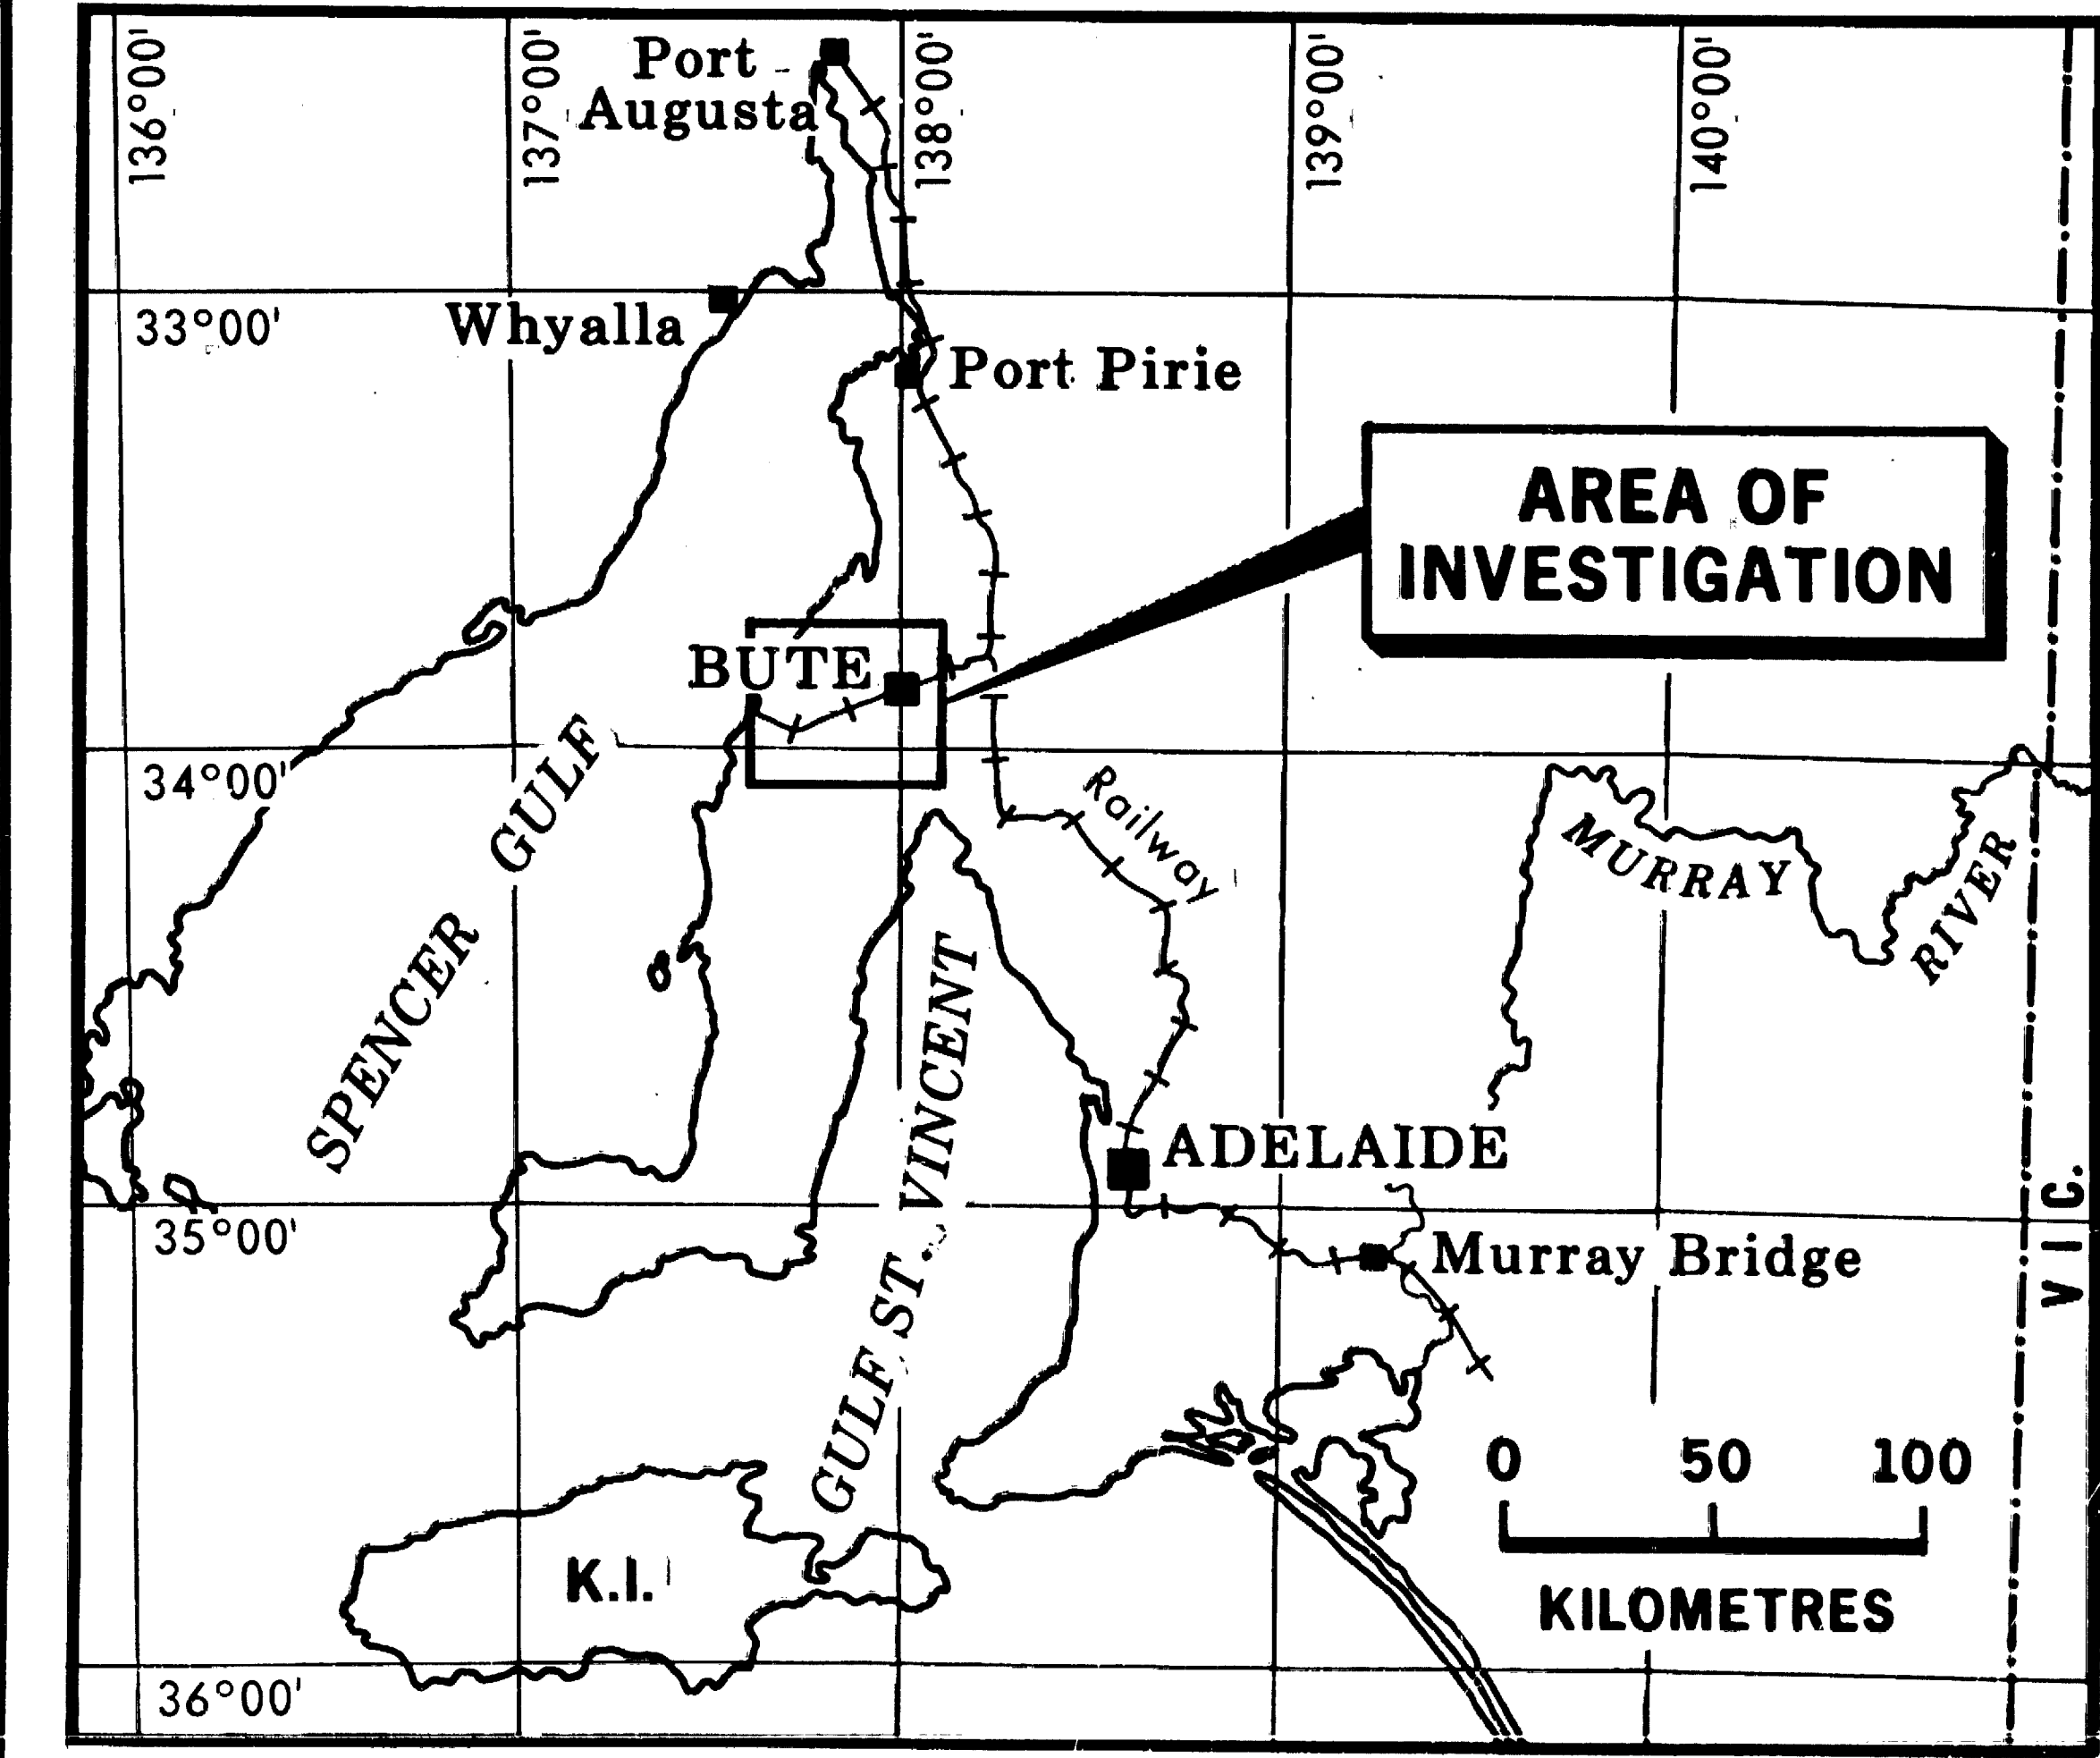 136°00'
137°00'
138°00'
139°00'
140°00'
Port
Augusta
33°00'
Whyalla
Port Pirie
AREA OF
INVESTIGATION
BUTE
34°00'
SPENCER GULF
Railway
MURRAY RIVER
GULF ST. VINCENT
ADELAIDE
35°00'
Murray Bridge
VIC.
K.I.
0 50 100
KILOMETRES
36°00'